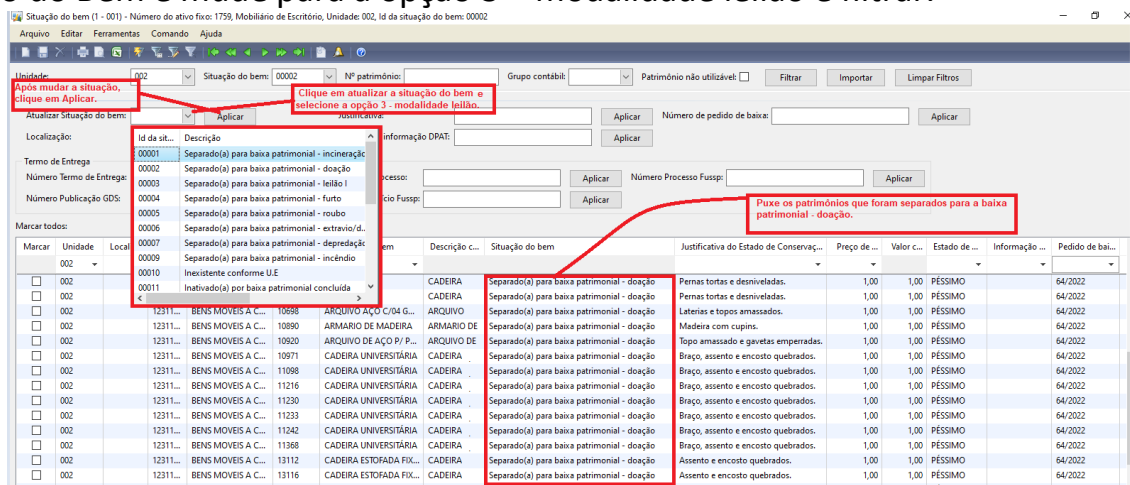 Situação do bem (1 - 001) - Número do ativo fixo: 1759, Mobiliário de Escritório, Unidade: 002, Id da situação do bem: 00002
Arquivo Editar Ferramentas Comando Ajuda
Unidade: 002 Situação do bem: 00002 Nº patrimônio: Grupo contábil: Patrimônio não utilizável: Filtrar Importar Limpar Filtros
Após mudar a situação,
clique em Aplicar.
Clique em atualizar a situação do bem e
selecione a opção 3 - modalidade leilão.
Atualizar Situação do bem: Aplicar Justificativa: Aplicar Número de pedido de baixa: Aplicar
Localização: informação DPAT: Aplicar
Termo de Entrega
Número Termo de Entrega: Aplicar Número Processo Fussp: Aplicar
Número Publicação GDS: Fussp: Aplicar
Id da sit... Descrição
00001 Separado(a) para baixa patrimonial - incineração
00002 Separado(a) para baixa patrimonial - doação
00003 Separado(a) para baixa patrimonial - leilão l
00004 Separado(a) para baixa patrimonial - furto
00005 Separado(a) para baixa patrimonial - roubo
00006 Separado(a) para baixa patrimonial - extravio/d..
00007 Separado(a) para baixa patrimonial - depredaçã
00009 Separado(a) para baixa patrimonial - incêndio
00010 Inexistente conforme U.E
00011 Inativado(a) por baixa patrimonial concluída
Puxe os patrimônios que foram separados para a baixa
patrimonial - doação.
Marcar todos:
Marcar Unidade Local Descrição c... Situação do bem Justificativa do Estado de Conservaç... Preço de ... Valor c... Estado de ... Informação ... Pedido de bai...
002
002 CADEIRA Separado(a) para baixa patrimonial - doação Pernas tortas e desniveladas. 1,00 1,00 PÉSSIMO 64/2022
002 CADEIRA Separado(a) para baixa patrimonial - doação Pernas tortas e desniveladas. 1,00 1,00 PÉSSIMO 64/2022
002 12311... BENS MOVEIS A C... 10698 ARQUIVO AÇO C/04 G... ARQUIVO Separado(a) para baixa patrimonial - doação Laterias e topos amassados. 1,00 1,00 PÉSSIMO 64/2022
002 12311... BENS MOVEIS A C... 10890 ARMARIO DE MADEIRA ARMARIO DE Separado(a) para baixa patrimonial - doação Madeira com cupins. 1,00 1,00 PÉSSIMO 64/2022
002 12311... BENS MOVEIS A C... 10920 ARQUIVO DE AÇO P/ P... ARQUIVO DE Separado(a) para baixa patrimonial - doação Topo amassado e gavetas emperradas. 1,00 1,00 PÉSSIMO 64/2022
002 12311... BENS MOVEIS A C... 10971 CADEIRA UNIVERSITÁRIA CADEIRA Separado(a) para baixa patrimonial - doação Braço, assento e encosto quebrados. 1,00 1,00 PÉSSIMO 64/2022
002 12311... BENS MOVEIS A C... 11098 CADEIRA UNIVERSITÁRIA CADEIRA Separado(a) para baixa patrimonial - doação Braço, assento e encosto quebrados. 1,00 1,00 PÉSSIMO 64/2022
002 12311... BENS MOVEIS A C... 11216 CADEIRA UNIVERSITÁRIA CADEIRA Separado(a) para baixa patrimonial - doação Braço, assento e encosto quebrados. 1,00 1,00 PÉSSIMO 64/2022
002 12311... BENS MOVEIS A C... 11230 CADEIRA UNIVERSITÁRIA CADEIRA Separado(a) para baixa patrimonial - doação Braço, assento e encosto quebrados. 1,00 1,00 PÉSSIMO 64/2022
002 12311... BENS MOVEIS A C... 11233 CADEIRA UNIVERSITÁRIA CADEIRA Separado(a) para baixa patrimonial - doação Braço, assento e encosto quebrados. 1,00 1,00 PÉSSIMO 64/2022
002 12311... BENS MOVEIS A C... 11242 CADEIRA UNIVERSITÁRIA CADEIRA Separado(a) para baixa patrimonial - doação Braço, assento e encosto quebrados. 1,00 1,00 PÉSSIMO 64/2022
002 12311... BENS MOVEIS A C... 11368 CADEIRA UNIVERSITÁRIA CADEIRA Separado(a) para baixa patrimonial - doação Braço, assento e encosto quebrados. 1,00 1,00 PÉSSIMO 64/2022
002 12311... BENS MOVEIS A C... 13112 CADEIRA ESTOFADA FIX... CADEIRA Separado(a) para baixa patrimonial - doação Assento e encosto quebrados. 1,00 1,00 PÉSSIMO 64/2022
002 12311... BENS MOVEIS A C... 13116 CADEIRA ESTOFADA FIX... CADEIRA Separado(a) para baixa patrimonial - doação Assento e encosto quebrados. 1,00 1,00 PÉSSIMO 64/2022